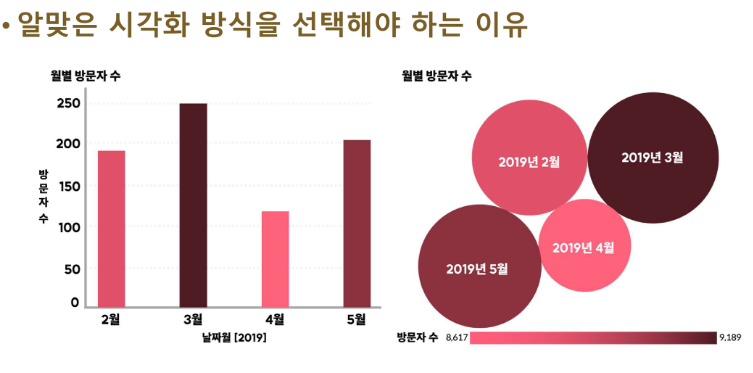 • 알맞은 시각화 방식을 선택해야 하는 이유
월별 방문자 수
250
200
150
100
50
0
방문자수
2월 3월 4월 5월
날짜월 [2019]
월별 방문자 수
2019년 2월
2019년 3월
2019년 4월
2019년 5월
방문자 수 8,617 9,189